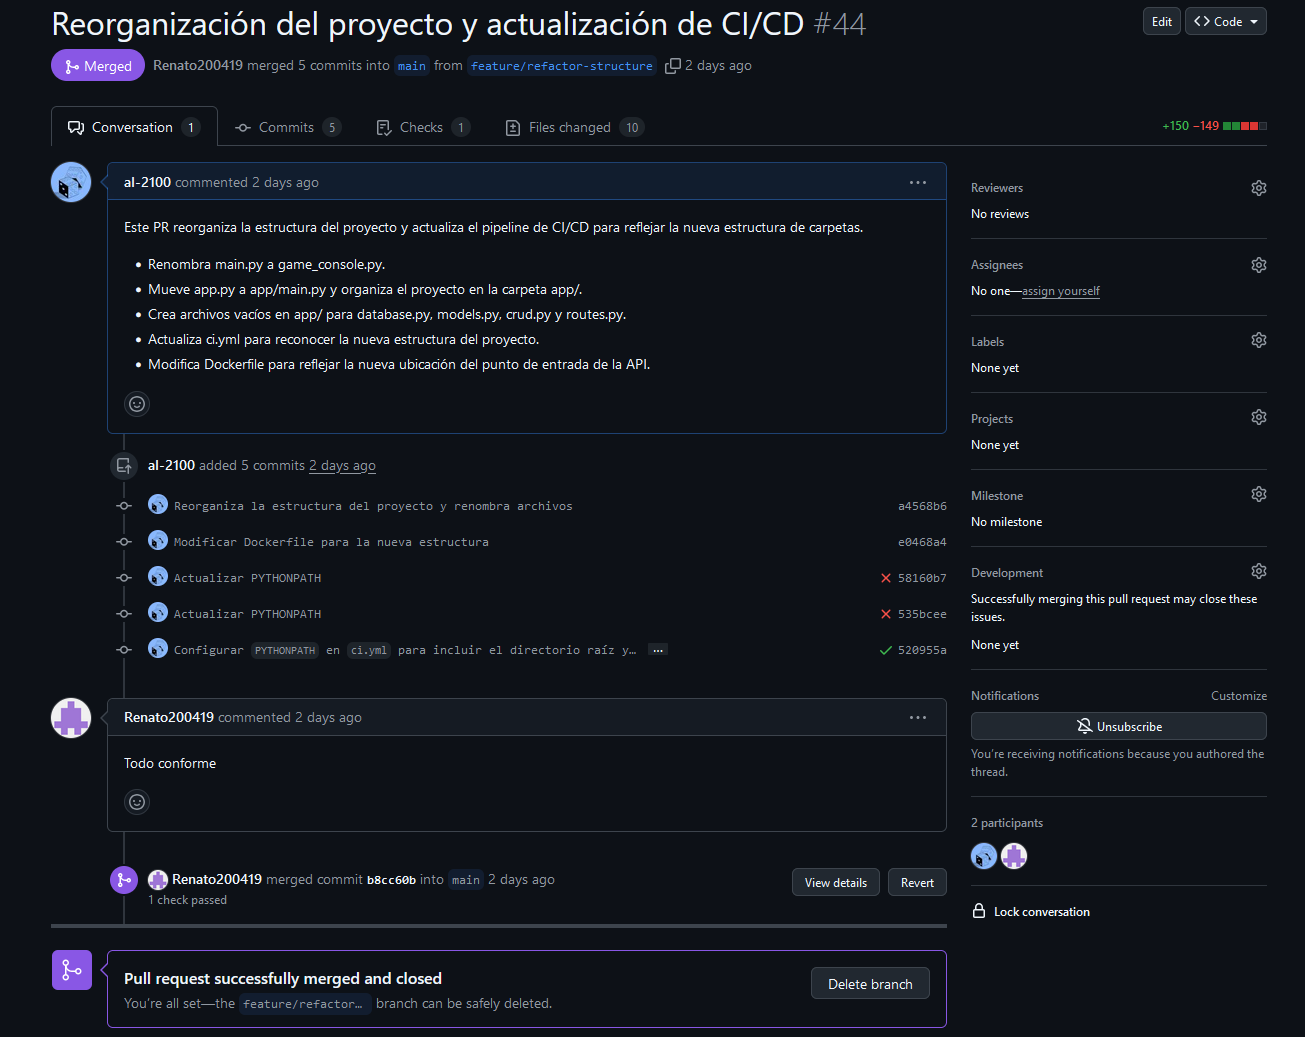 Reorganización del proyecto y actualización de CI/CD #44
Edit
Code
Merged
Renato200419 merged 5 commits into main from feature/refactor-structure 2 days ago
Conversation 1
Commits 5
Checks 1
Files changed 10
+150 −149
al-2100 commented 2 days ago
Este PR reorganiza la estructura del proyecto y actualiza el pipeline de CI/CD para reflejar la nueva estructura de carpetas.
• Renombra main.py a game_console.py.
• Mueve app.py a app/main.py y organiza el proyecto en la carpeta app/.
• Crea archivos vacíos en app/ para database.py, models.py, crud.py y routes.py.
• Actualiza ci.yml para reconocer la nueva estructura del proyecto.
• Modifica Dockerfile para reflejar la nueva ubicación del punto de entrada de la API.
al-2100 added 5 commits 2 days ago
Reorganiza la estructura del proyecto y renombra archivos a4568b6
Modificar Dockerfile para la nueva estructura e0468a4
Actualizar PYTHONPATH 58160b7
Actualizar PYTHONPATH 535bcee
Configurar PYTHONPATH en ci.yml para incluir el directorio raíz y… ... 520955a
Renato200419 commented 2 days ago
Todo conforme
Renato200419 merged commit b8cc60b into main 2 days ago
1 check passed
View details
Revert
Pull request successfully merged and closed
You're all set—the feature/refactor… branch can be safely deleted.
Delete branch
Reviewers
No reviews
Assignees
No one—assign yourself
Labels
None yet
Projects
None yet
Milestone
No milestone
Development
Successfully merging this pull request may close these
issues.
None yet
Notifications
Customize
Unsubscribe
You're receiving notifications because you authored the
thread.
2 participants
Lock conversation